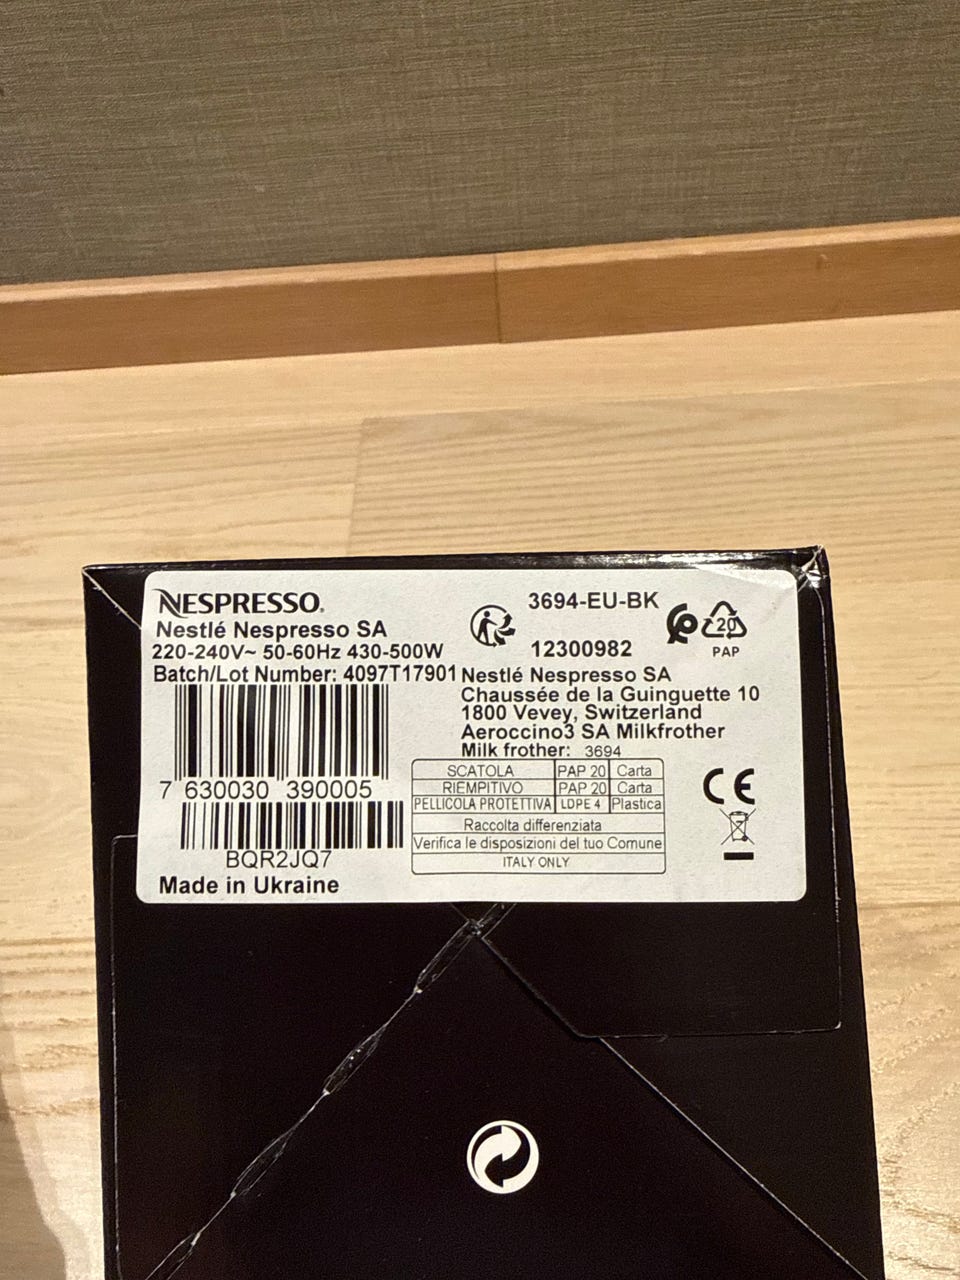 NESPRESSO.
Nestlé Nespresso SA
220-240V~ 50-60Hz 430-500W
Batch/Lot Number: 4097T17901
7 630030 390005
BQR2JQ7
Made in Ukraine
3694-EU-BK
12300982
20
PAP
Nestlé Nespresso SA
Chaussée de la Guinguette 10
1800 Vevey, Switzerland
Aeroccino3 SA Milkfrother
Milk frother: 3694
SCATOLA PAP 20 Carta
RIEMPITIVO PAP 20 Carta
PELLICOLA PROTETTIVA LDPE 4 Plastica
Raccolta differenziata
Verifica le disposizioni del tuo Comune
ITALY ONLY
CE